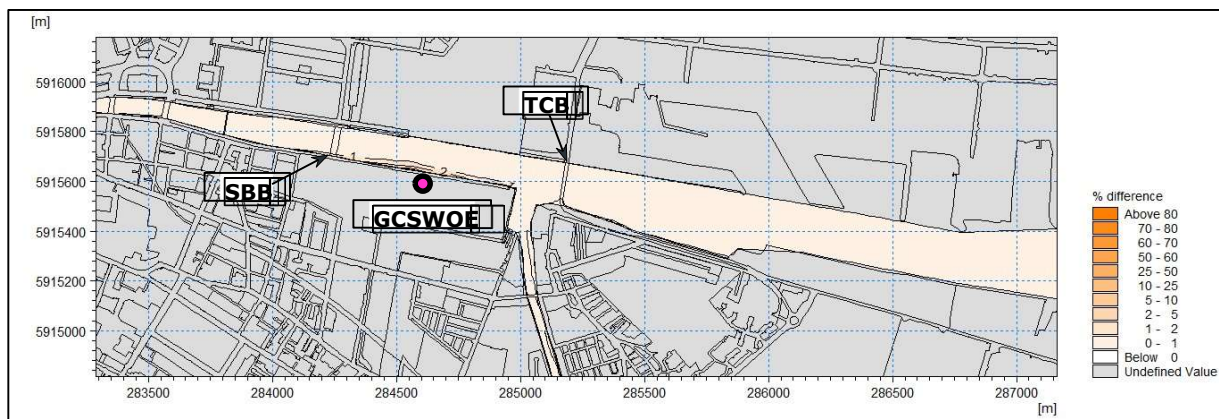 [m]
5916000
TCB
5915800
1
2
5915600
SBB
GCSWOE
5915400
5915200
5915000
283500 284000 284500 285000 285500 286000 286500 287000
[m]
% difference
Above 80
70 - 80
60 - 70
50 - 60
25 - 50
10 - 25
5 - 10
2 - 5
1 - 2
0 - 1
Below 0
Undefined Value